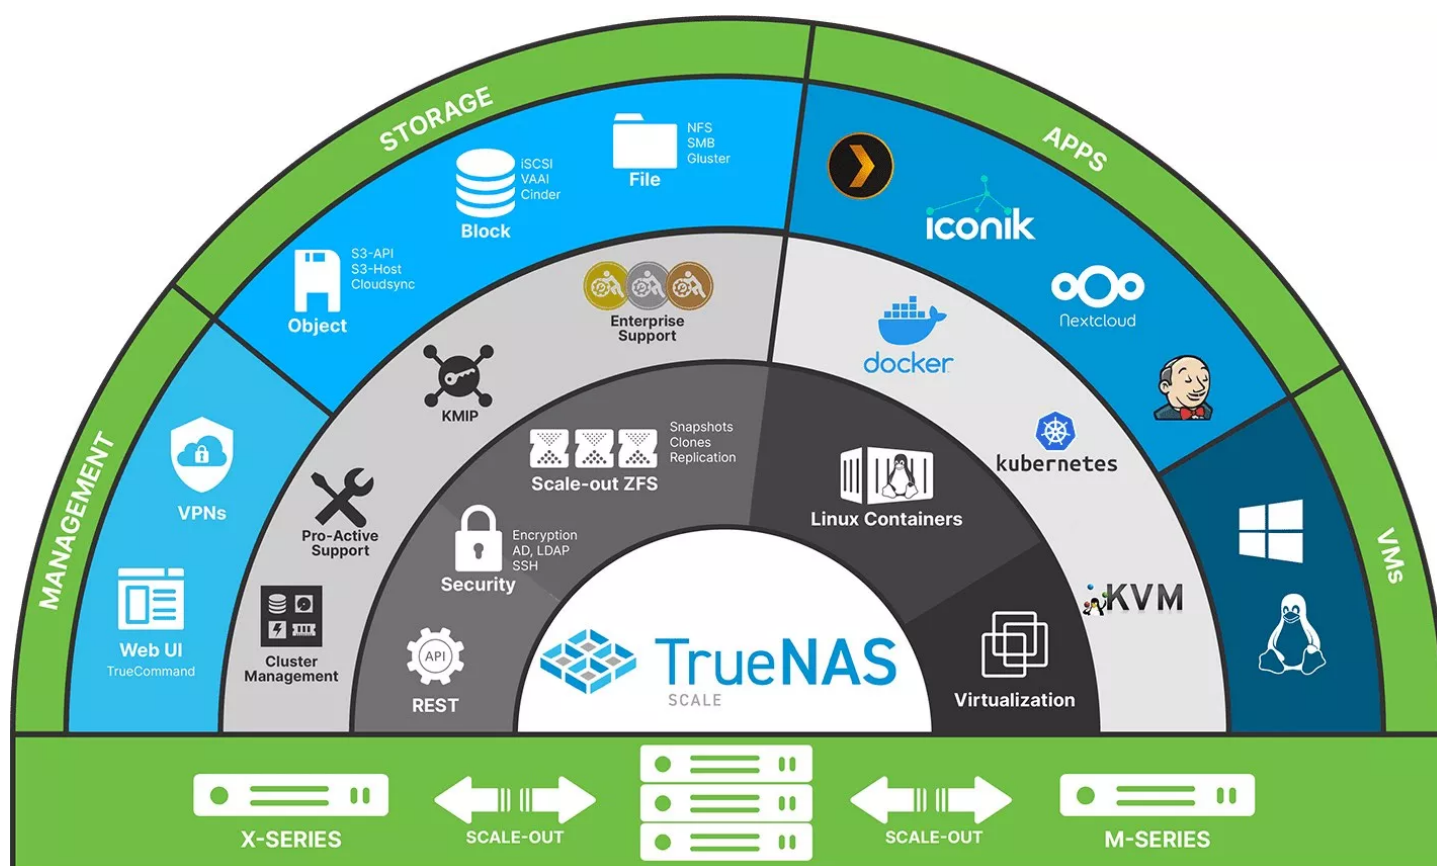 STORAGE
APPS
MANAGEMENT
VMs
File
NFS
SMB
Gluster
Block
iSCSI
VAAI
Cinder
Object
S3-API
S3-Host
Cloudsync
iconik
Nextcloud
VPNs
Web UI
TrueCommand
Enterprise
Support
KMIP
Pro-Active
Support
Cluster
Management
docker
kubernetes
KVM
Scale-out ZFS
Snapshots
Clones
Replication
Security
Encryption
AD, LDAP
SSH
API
REST
Linux Containers
Virtualization
TrueNAS
SCALE
X-SERIES
SCALE-OUT
SCALE-OUT
M-SERIES